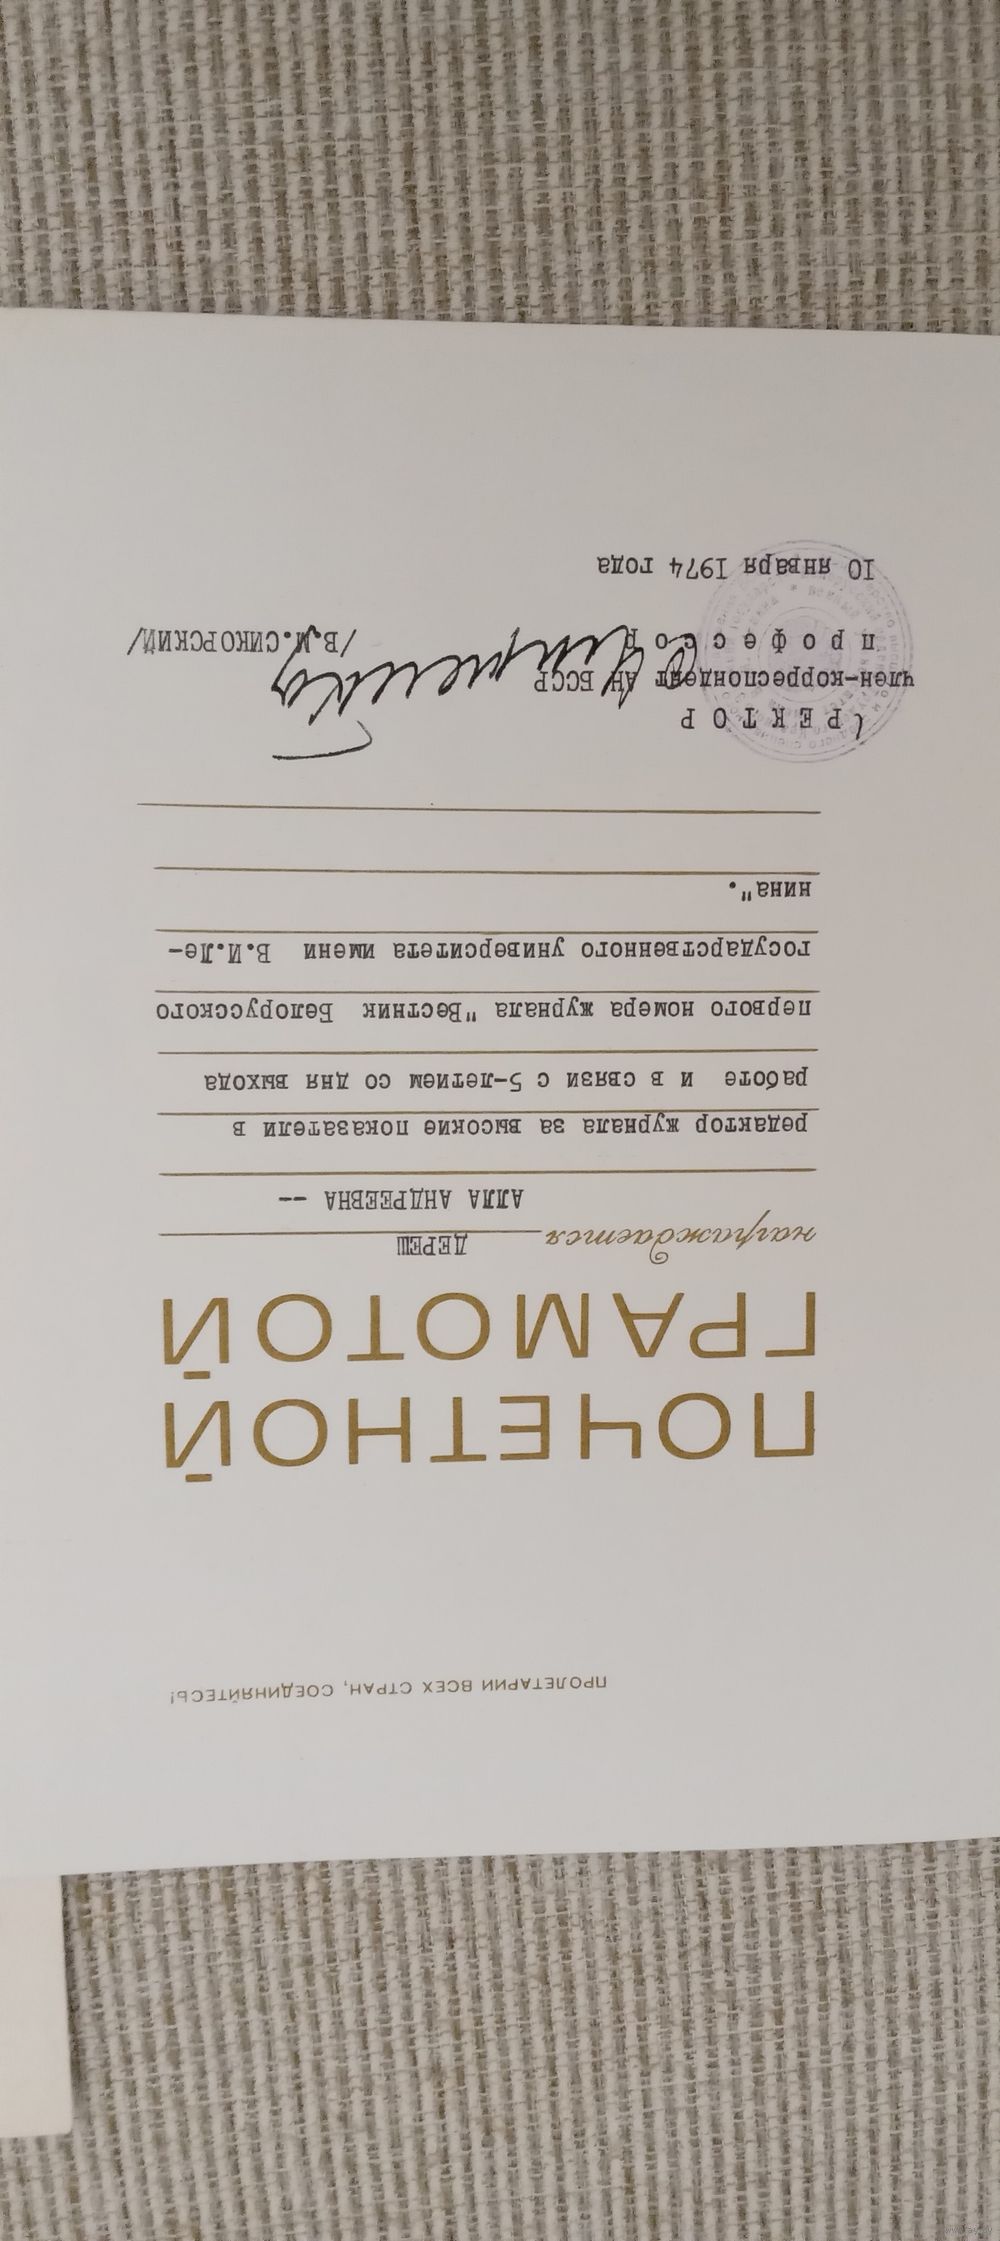 ПРОЛЕТАРИИ ВСЕХ СТРАН, СОЕДИНЯЙТЕСЬ!
ПОЧЕТНОЙ
ГРАМОТОЙ
награждается ДЕРЕШ
АЛЛА АНДРЕЕВНА --
редактор журнала за высокие показатели в
работе и в связи с 5-летием со дня выхода
первого номера журнала "Вестник Белорусского
государственного университета имени В.И.Ле-
нина".
РЕКТОР
член-корреспондент АН БССР
профессор /В.М.СИКОРСКИЙ/
10 января 1974 года